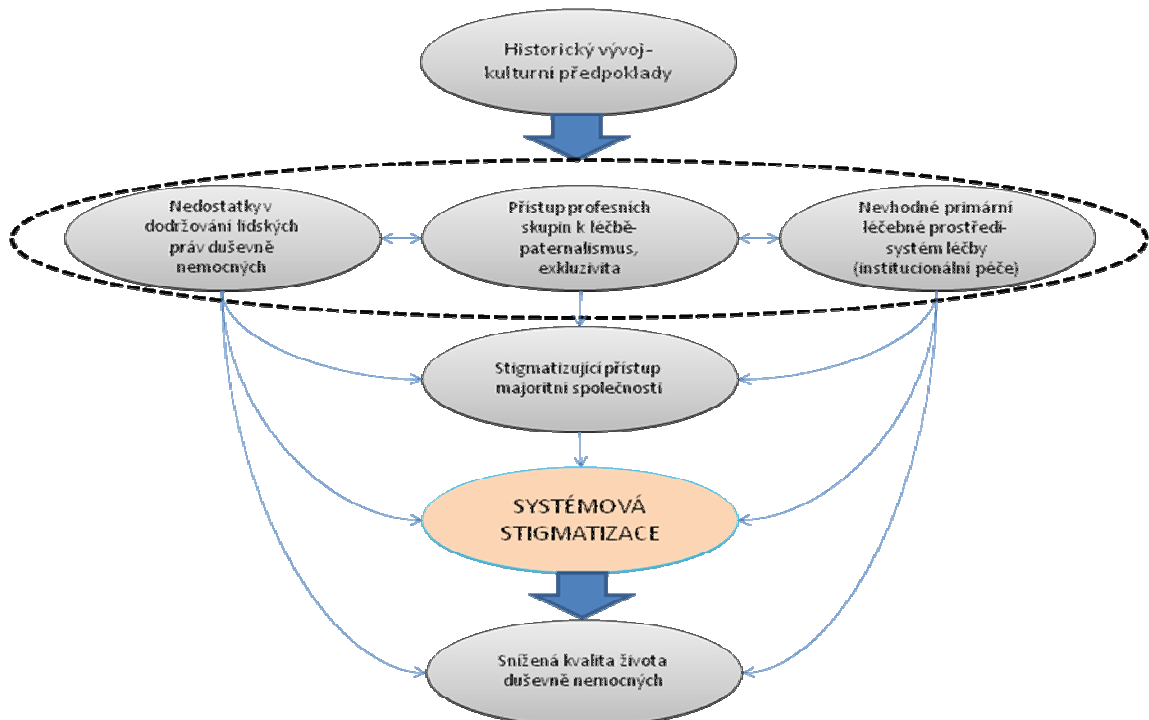 Historický vývoj-
kulturní předpoklady
Nedostatky v
dodržování lidských
práv duševně
nemocných
Přístup profesních
skupin k léčbě-
paternalismus,
exkluzivita
Nevhodné primární
léčebné prostředí-
systém léčby
(institucionální péče)
Stigmatizující přístup
majoritní společnosti
SYSTÉMOVÁ
STIGMATIZACE
Snížená kvalita života
duševně nemocných